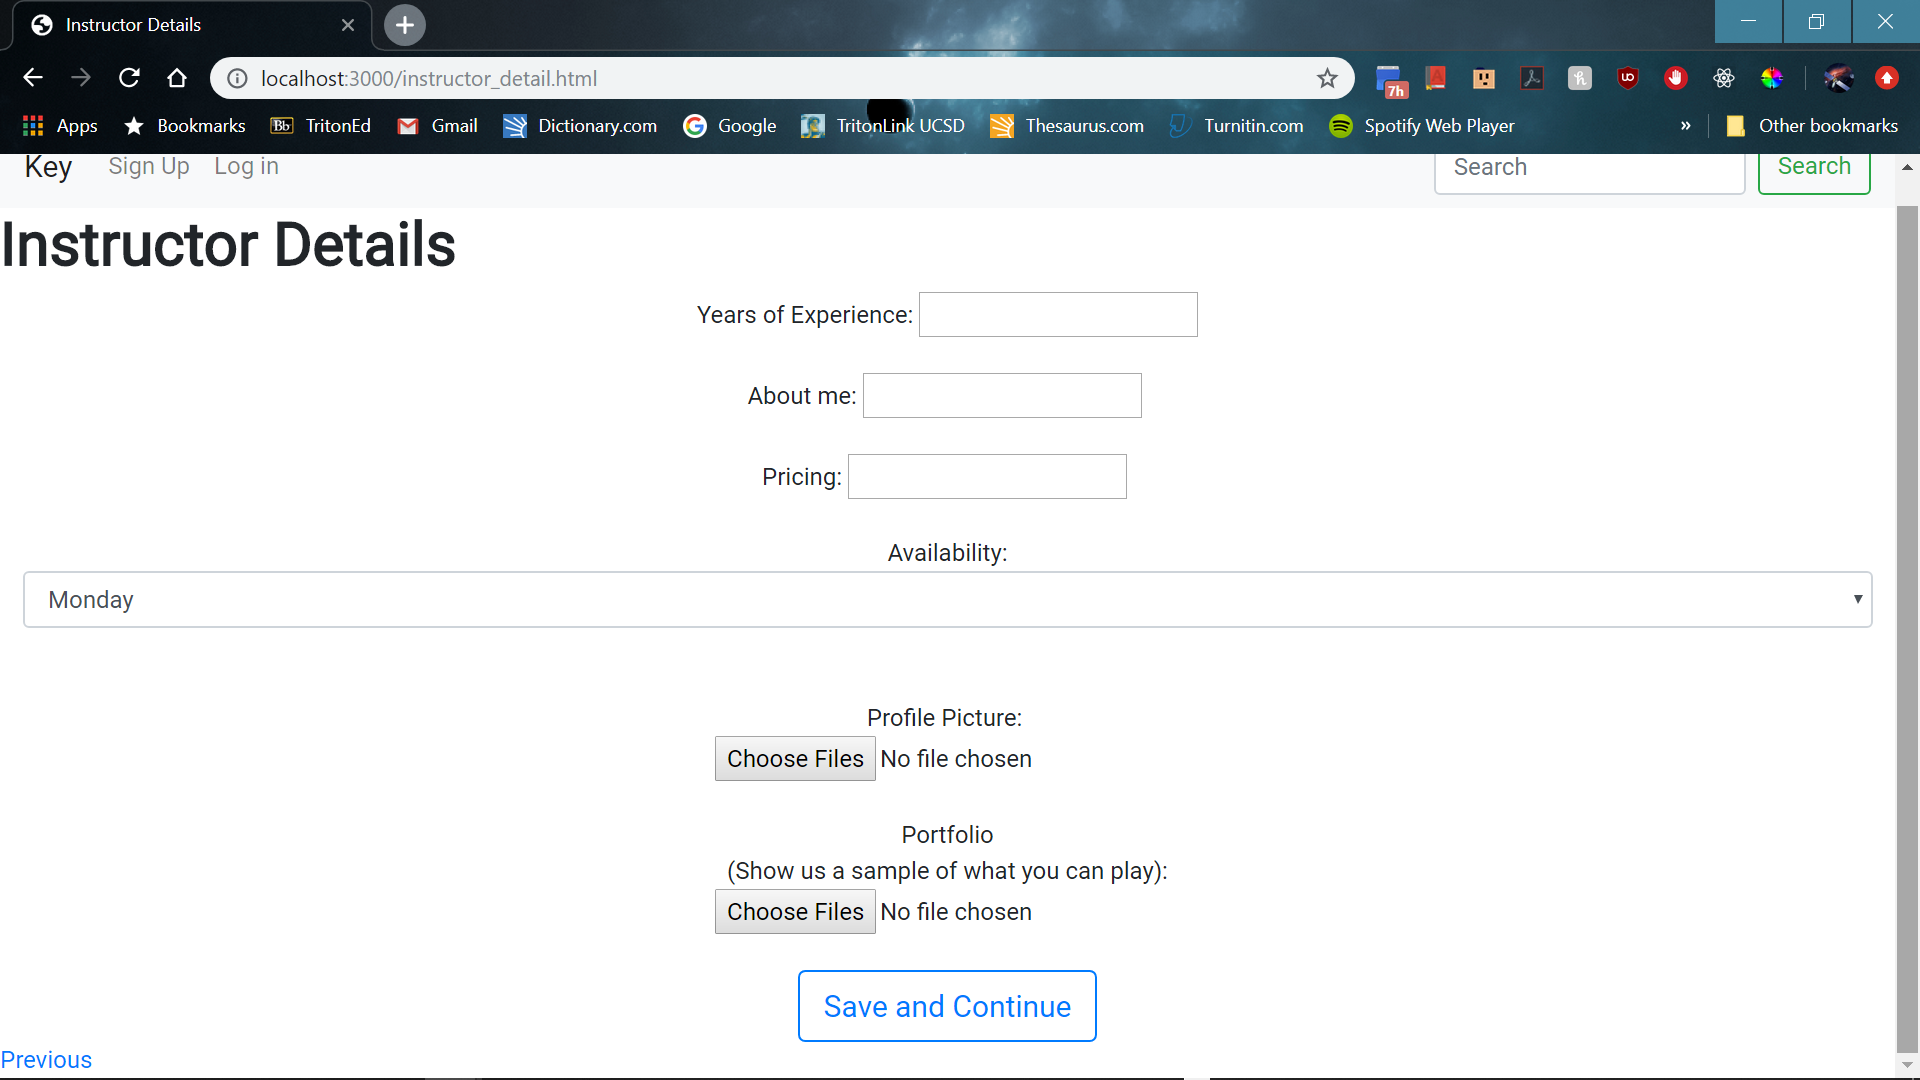 Instructor Details
localhost:3000/instructor_detail.html
7h
Apps Bookmarks Bb TritonEd Gmail Dictionary.com Google TritonLink UCSD Thesaurus.com Turnitin.com Spotify Web Player » Other bookmarks
Key Sign Up Log in Search Search
Instructor Details
Years of Experience:
About me:
Pricing:
Availability:
Monday
Profile Picture:
Choose Files No file chosen
Portfolio
(Show us a sample of what you can play):
Choose Files No file chosen
Save and Continue
Previous